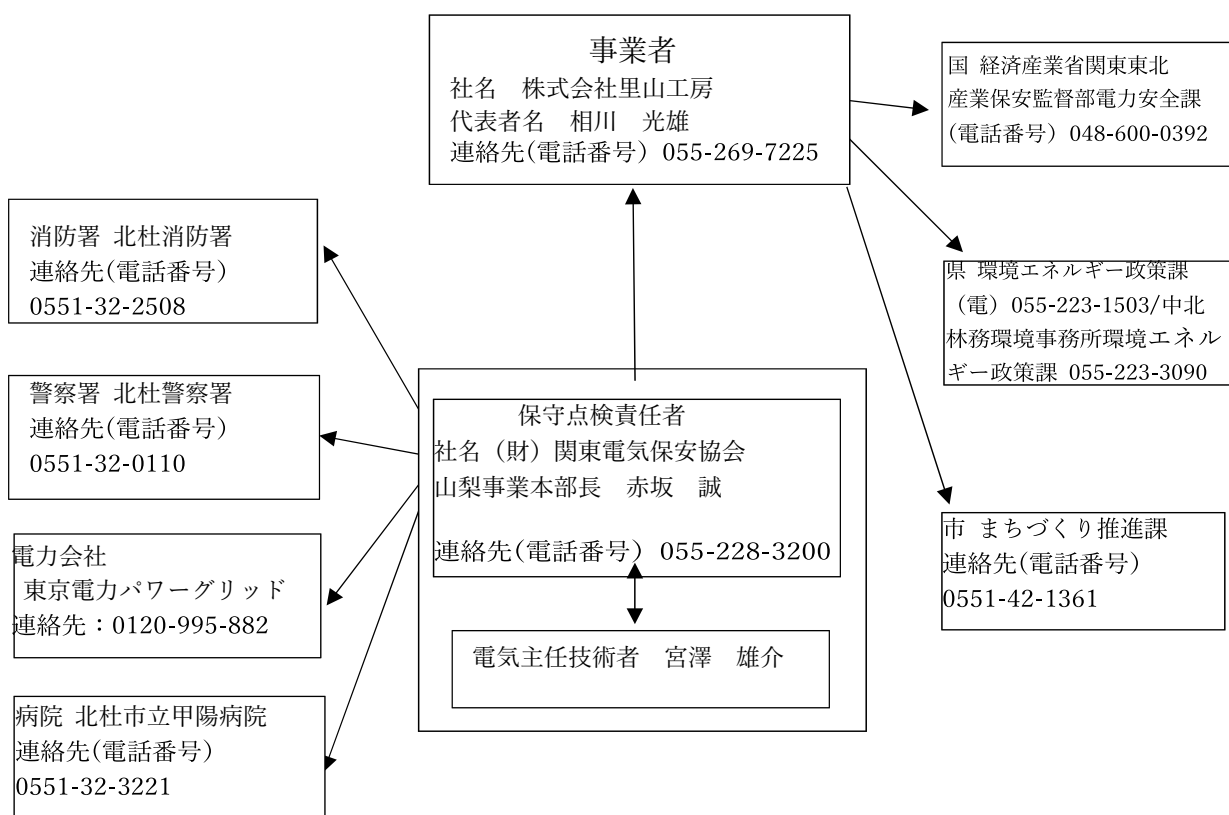 事業者
社名　株式会社里山工房
代表者名　相川　光雄
連絡先(電話番号）055-269-7225
国 経済産業省関東東北
産業保安監督部電力安全課
(電話番号）048-600-0392
県 環境エネルギー政策課
（電）055-223-1503/中北
林務環境事務所環境エネル
ギー政策課 055-223-3090
市 まちづくり推進課
連絡先(電話番号）
0551-42-1361
消防署 北杜消防署
連絡先(電話番号）
0551-32-2508
警察署 北杜警察署
連絡先(電話番号）
0551-32-0110
電力会社
東京電力パワーグリッド
連絡先：0120-995-882
病院 北杜市立甲陽病院
連絡先(電話番号）
0551-32-3221
保守点検責任者
社名（財）関東電気保安協会
山梨事業本部長　赤坂　誠
連絡先(電話番号）055-228-3200
電気主任技術者　宮澤　雄介